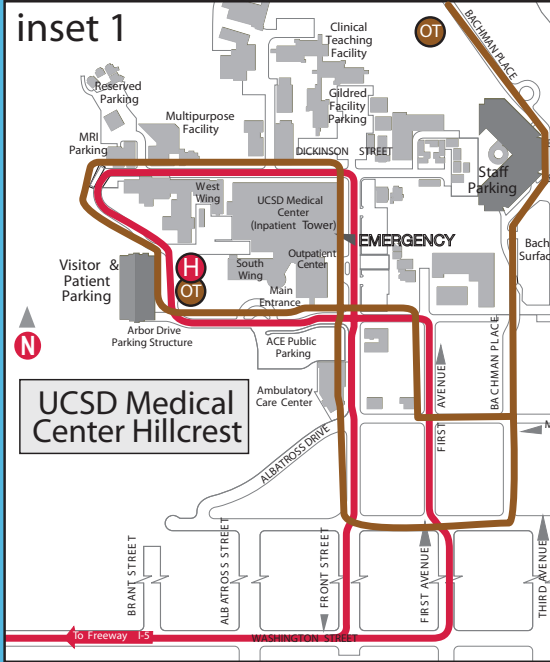 inset 1
Clinical
Teaching
Facility
OT
BACHMAN PLACE
Reserved
Parking
Gildred
Facility
Parking
Multipurpose
Facility
MRI
Parking
DICKINSON STREET
Staff
Parking
West
Wing
UCSD Medical
Center
(Inpatient Tower)
EMERGENCY
Visitor &
Patient
Parking
H
OT
South
Wing
Outpatient
Center
Main
Entrance
Bach
Surfac
N
Arbor Drive
Parking Structure
ACE Public
Parking
BACHMAN PLACE
FIRST AVENUE
UCSD Medical
Center Hillcrest
Ambulatory
Care Center
ALBATROSS DRIVE
M
BRANT STREET
ALBATROSS STREET
FRONT STREET
FIRST AVENUE
THIRD AVENUE
To Freeway I-5
WASHINGTON STREET